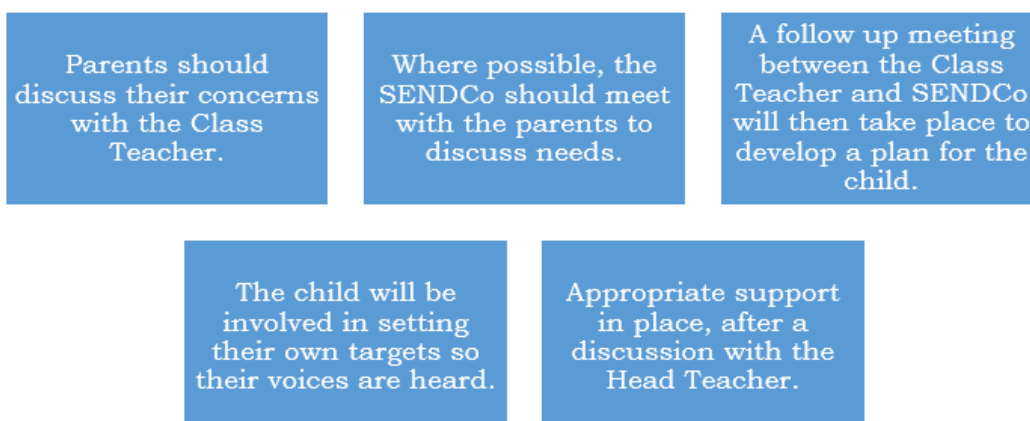 Parents should
discuss their concerns
with the Class
Teacher.
Where possible, the
SENDCo should meet
with the parents to
discuss needs.
A follow up meeting
between the Class
Teacher and SENDCo
will then take place to
develop a plan for the
child.
The child will be
involved in setting
their own targets so
their voices are heard.
Appropriate support
in place, after a
discussion with the
Head Teacher.